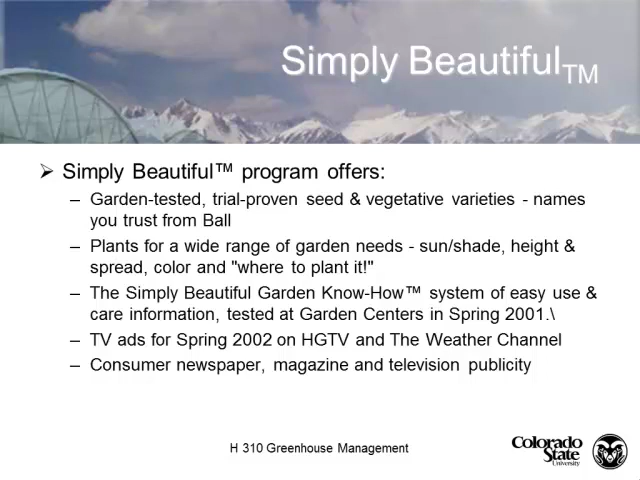 Simply Beautiful™
➢ Simply Beautiful™ program offers:
– Garden-tested, trial-proven seed & vegetative varieties - names
you trust from Ball
– Plants for a wide range of garden needs - sun/shade, height &
spread, color and "where to plant it!"
– The Simply Beautiful Garden Know-How™ system of easy use &
care information, tested at Garden Centers in Spring 2001.\
– TV ads for Spring 2002 on HGTV and The Weather Channel
– Consumer newspaper, magazine and television publicity
H 310 Greenhouse Management
Colorado
State
University